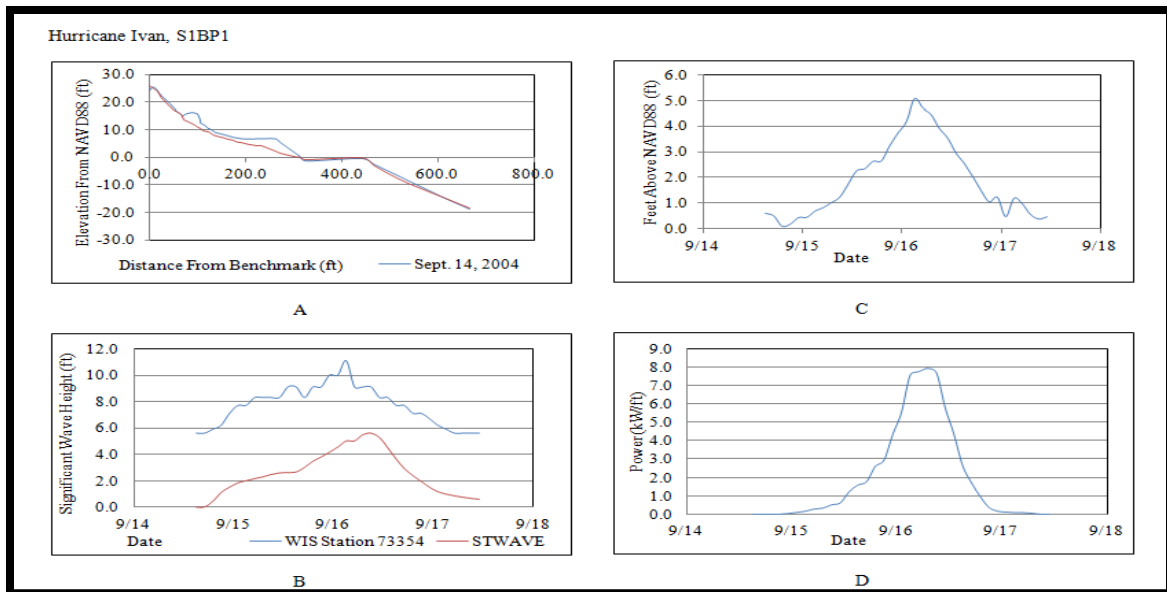 Hurricane Ivan, S1BP1
Elevation From NAVD88 (ft)
30.0
20.0
10.0
0.0
-10.0
-20.0
-30.0
0.0 200.0 400.0 600.0 800.0
Distance From Benchmark (ft) Sept. 14, 2004
A
Feet Above NAVD88 (ft)
6.0
5.0
4.0
3.0
2.0
1.0
0.0
9/14 9/15 9/16 9/17 9/18
Date
C
Significant Wave Height (ft)
12.0
10.0
8.0
6.0
4.0
2.0
0.0
9/14 9/15 9/16 9/17 9/18
Date WIS Station 73354 STWAVE
B
Power(kW/ft)
9.0
8.0
7.0
6.0
5.0
4.0
3.0
2.0
1.0
0.0
9/14 9/15 9/16 9/17 9/18
Date
D